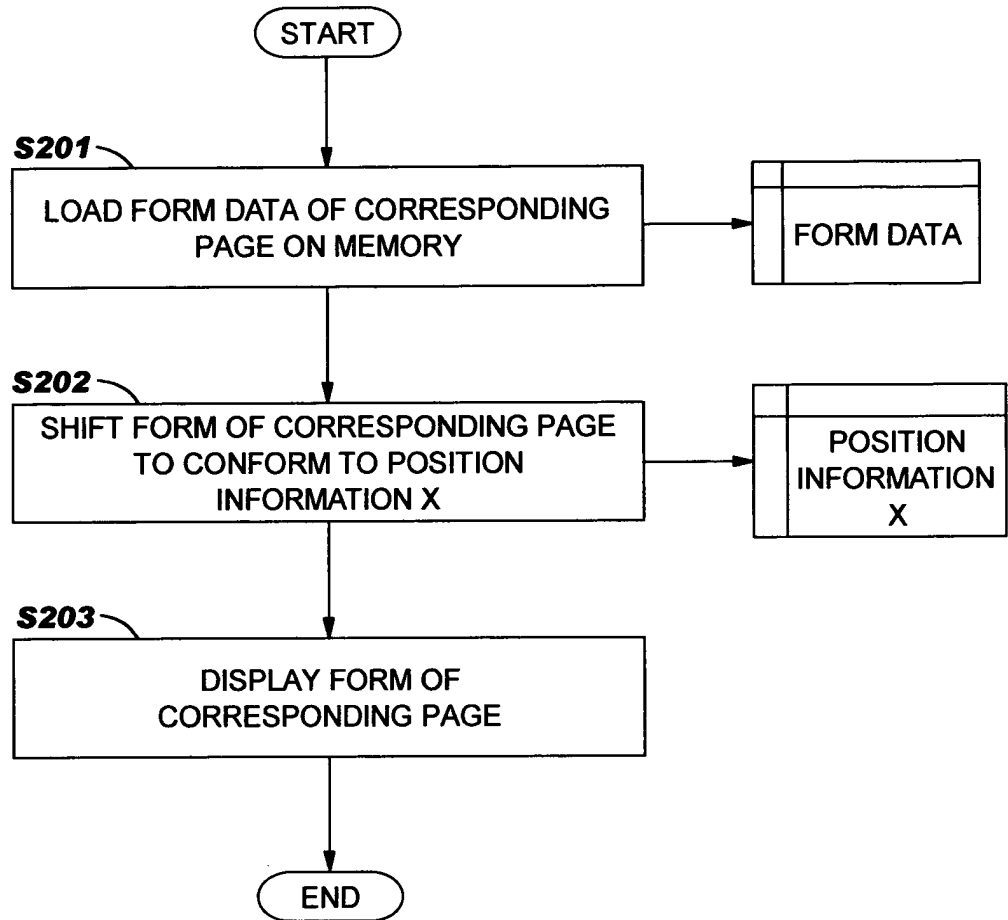 START
S201
LOAD FORM DATA OF CORRESPONDING
PAGE ON MEMORY
FORM DATA
S202
SHIFT FORM OF CORRESPONDING PAGE
TO CONFORM TO POSITION
INFORMATION X
POSITION
INFORMATION
X
S203
DISPLAY FORM OF
CORRESPONDING PAGE
END